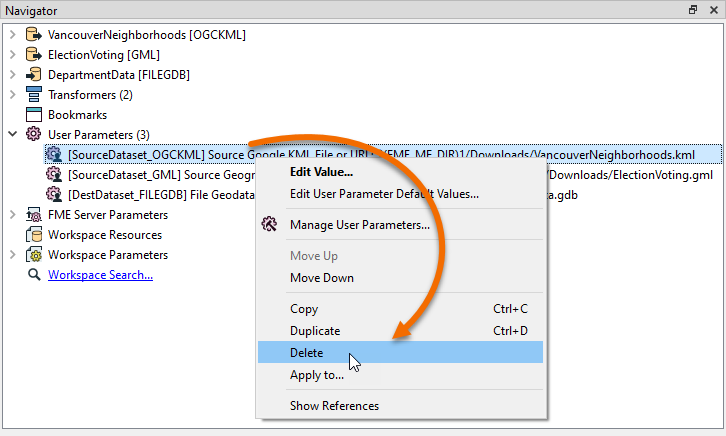 Navigator
VancouverNeighborhoods [OGCKML]
ElectionVoting [GML]
DepartmentData [FILEGDB]
Transformers (2)
Bookmarks
User Parameters (3)
[SourceDataset_OGCKML] Source Google KML File or URL: $(FME_MF_DIR)1/Downloads/VancouverNeighborhoods.kml
[SourceDataset_GML] Source Geogr /Downloads/ElectionVoting.gml
[DestDataset_FILEGDB] File Geodata ta.gdb
FME Server Parameters
Workspace Resources
Workspace Parameters
Workspace Search...
Edit Value...
Edit User Parameter Default Values...
Manage User Parameters...
Move Up
Move Down
Copy Ctrl+C
Duplicate Ctrl+D
Delete
Apply to...
Show References